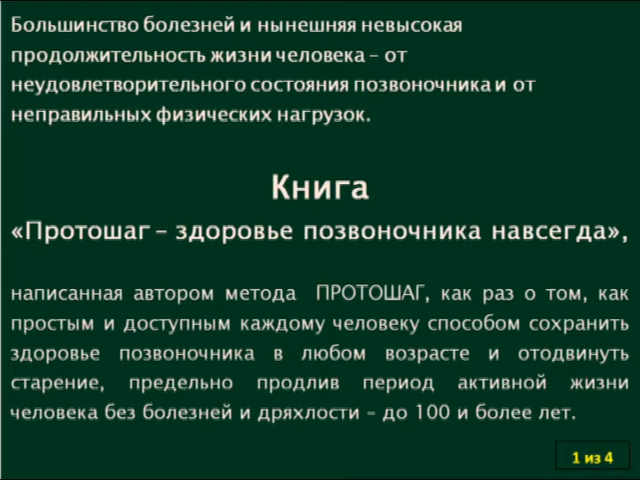 Большинство болезней и нынешняя невысокая
продолжительность жизни человека – от
неудовлетворительного состояния позвоночника и от
неправильных физических нагрузок.
Книга
«Протошаг – здоровье позвоночника навсегда»,
написанная автором метода ПРОТОШАГ, как раз о том, как
простым и доступным каждому человеку способом сохранить
здоровье позвоночника в любом возрасте и отодвинуть
старение, предельно продлив период активной жизни
человека без болезней и дряхлости – до 100 и более лет.
1 из 4